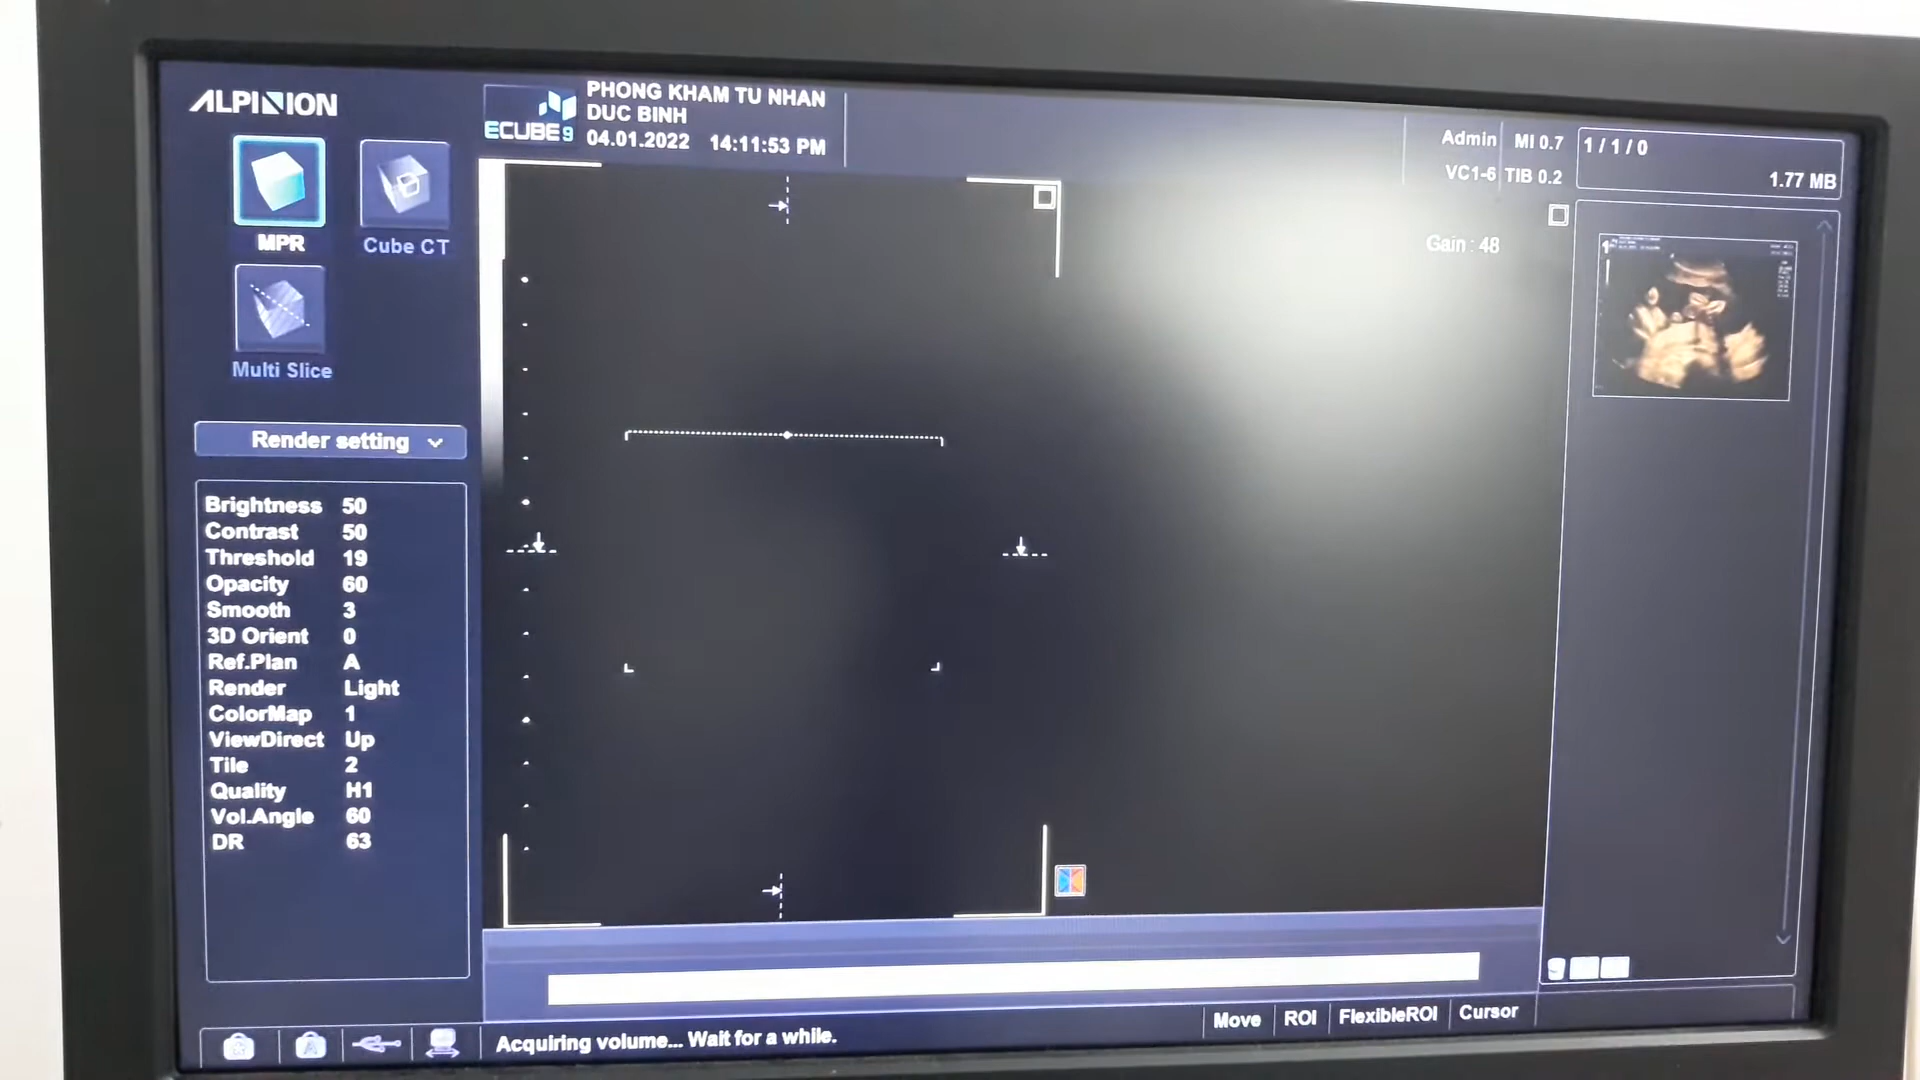 ALPINION
MPR
Cube CT
Multi Slice
Render setting
Brightness 50
Contrast 50
Threshold 19
Opacity 60
Smooth 3
3D Orient 0
Ref.Plan A
Render Light
ColorMap 1
ViewDirect Up
Tile 2
Quality H1
Vol.Angle 60
DR 63
ECUBE9
PHONG KHAM TU NHAN
DUC BINH
04.01.2022 14:11:53 PM
Admin MI 0.7
VC1-6 TIB 0.2
1 / 1 / 0
1.77 MB
Gain : 48
Acquiring volume... Wait for a while.
Move ROI FlexibleROI Cursor